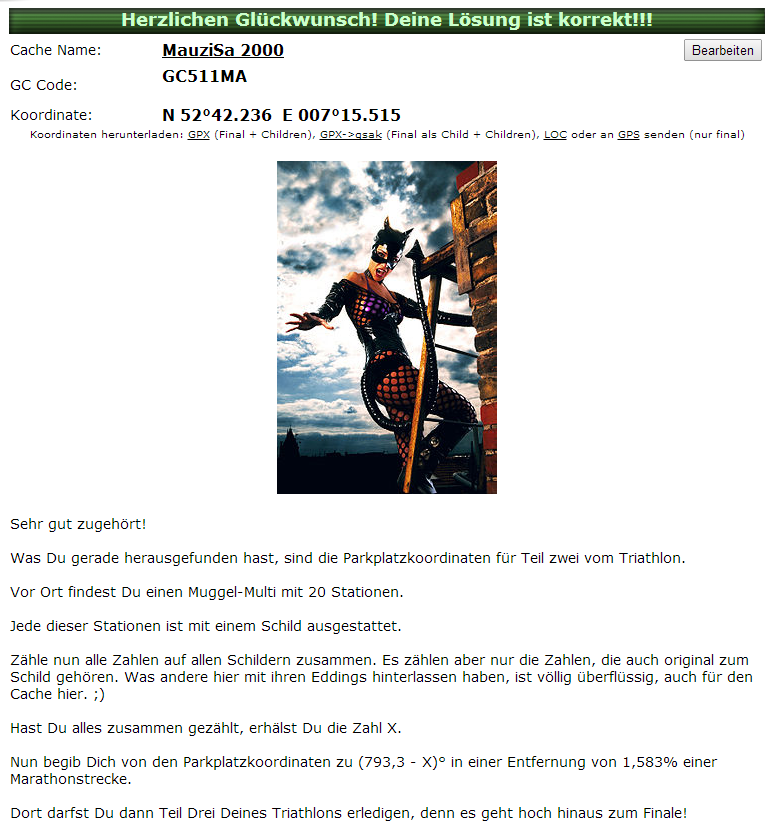 Herzlichen Glückwunsch! Deine Lösung ist korrekt!!!
Cache Name: MauziSa 2000 Bearbeiten
GC Code: GC511MA
Koordinate: N 52°42.236 E 007°15.515
Koordinaten herunterladen: GPX (Final + Children), GPX->gsak (Final als Child + Children), LOC oder an GPS senden (nur final)
Sehr gut zugehört!
Was Du gerade herausgefunden hast, sind die Parkplatzkoordinaten für Teil zwei vom Triathlon.
Vor Ort findest Du einen Muggel-Multi mit 20 Stationen.
Jede dieser Stationen ist mit einem Schild ausgestattet.
Zähle nun alle Zahlen auf allen Schildern zusammen. Es zählen aber nur die Zahlen, die auch original zum
Schild gehören. Was andere hier mit ihren Eddings hinterlassen haben, ist völlig überflüssig, auch für den
Cache hier. ;)
Hast Du alles zusammen gezählt, erhälst Du die Zahl X.
Nun begib Dich von den Parkplatzkoordinaten zu (793,3 - X)° in einer Entfernung von 1,583% einer
Marathonstrecke.
Dort darfst Du dann Teil Drei Deines Triathlons erledigen, denn es geht hoch hinaus zum Finale!